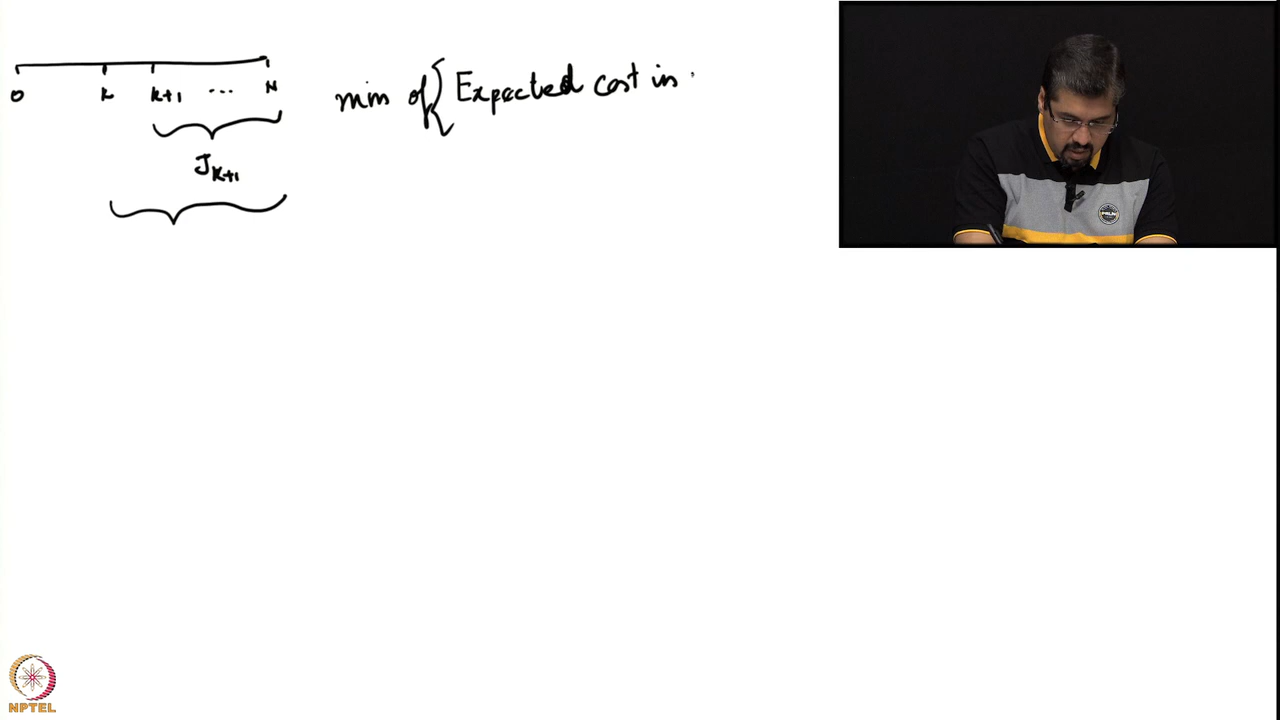 0 k k+1 ... N
min of { Expected cost in
J_{k+1}
NPTEL